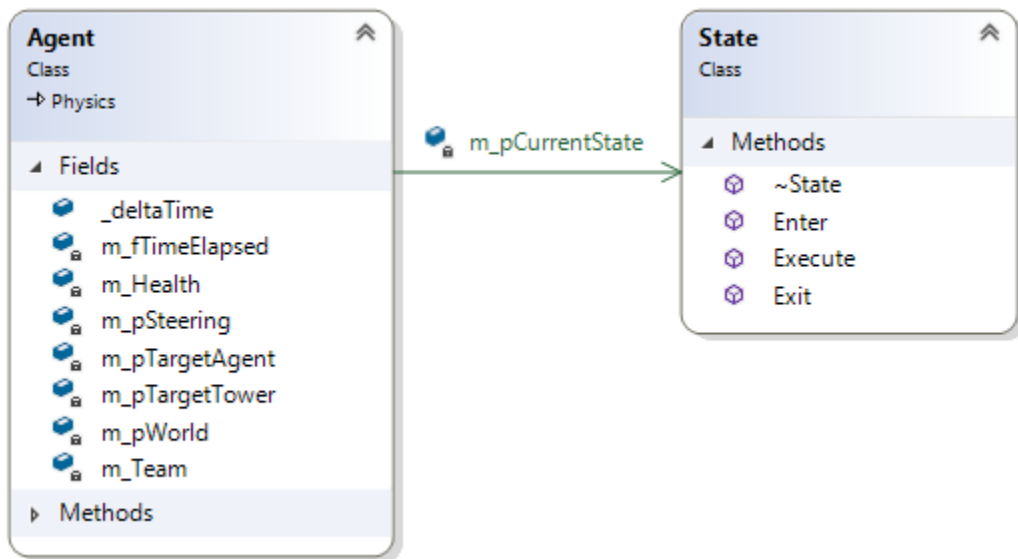 Agent
Class
Physics
Fields
_deltaTime
m_fTimeElapsed
m_Health
m_pSteering
m_pTargetAgent
m_pTargetTower
m_pWorld
m_Team
Methods
m_pCurrentState
State
Class
Methods
~State
Enter
Execute
Exit